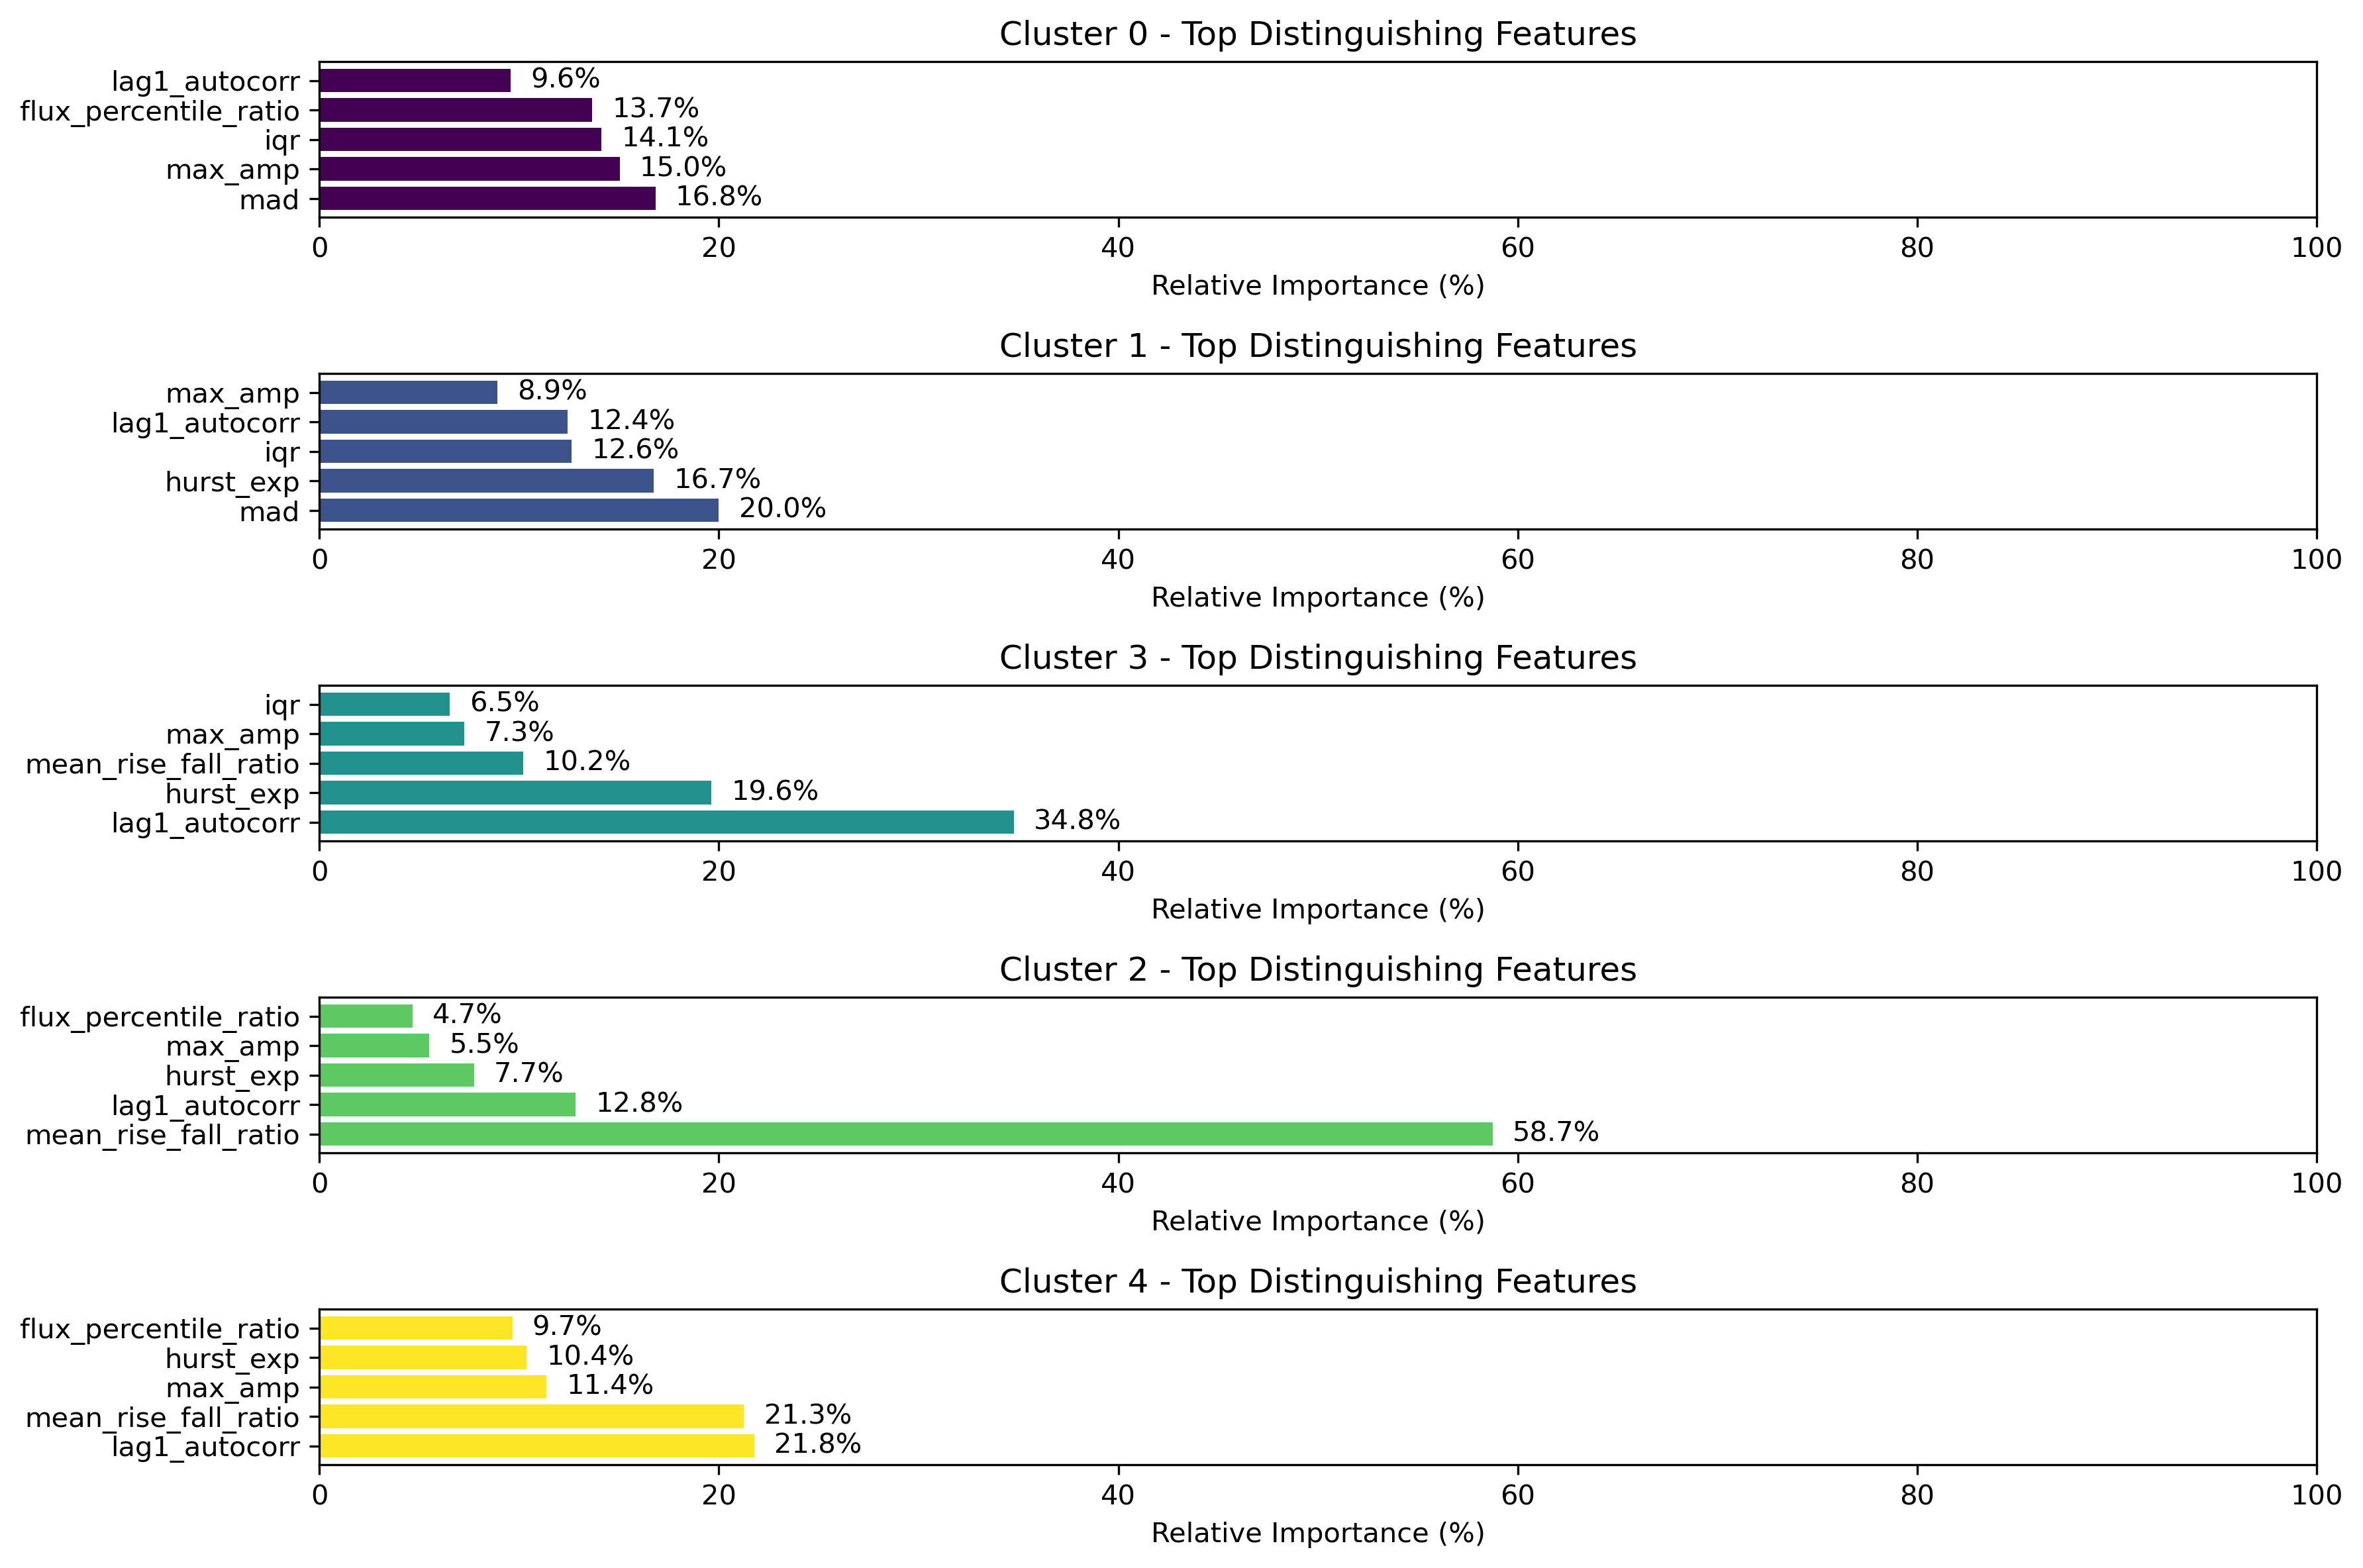 Cluster 0 - Top Distinguishing Features
lag1_autocorr 9.6%
flux_percentile_ratio 13.7%
iqr 14.1%
max_amp 15.0%
mad 16.8%
0 20 40 60 80 100
Relative Importance (%)
Cluster 1 - Top Distinguishing Features
max_amp 8.9%
lag1_autocorr 12.4%
iqr 12.6%
hurst_exp 16.7%
mad 20.0%
0 20 40 60 80 100
Relative Importance (%)
Cluster 3 - Top Distinguishing Features
iqr 6.5%
max_amp 7.3%
mean_rise_fall_ratio 10.2%
hurst_exp 19.6%
lag1_autocorr 34.8%
0 20 40 60 80 100
Relative Importance (%)
Cluster 2 - Top Distinguishing Features
flux_percentile_ratio 4.7%
max_amp 5.5%
hurst_exp 7.7%
lag1_autocorr 12.8%
mean_rise_fall_ratio 58.7%
0 20 40 60 80 100
Relative Importance (%)
Cluster 4 - Top Distinguishing Features
flux_percentile_ratio 9.7%
hurst_exp 10.4%
max_amp 11.4%
mean_rise_fall_ratio 21.3%
lag1_autocorr 21.8%
0 20 40 60 80 100
Relative Importance (%)